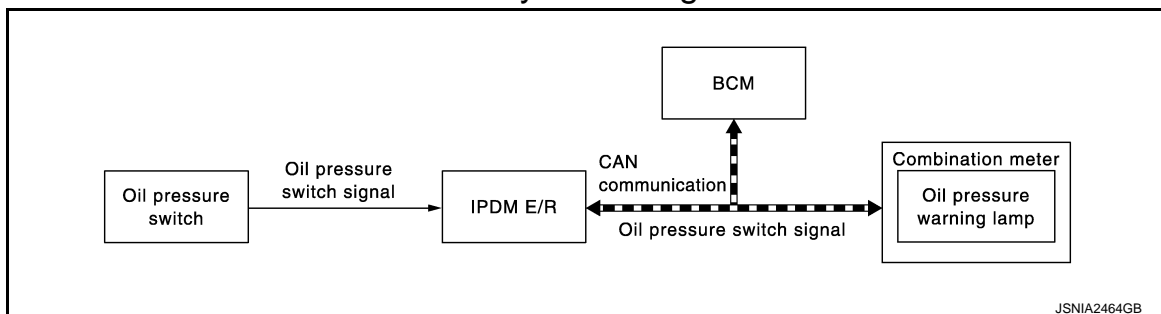 BCM
Oil pressure
switch signal
CAN
communication
Combination meter
Oil pressure
switch
IPDM E/R
Oil pressure
warning lamp
Oil pressure switch signal
JSNIA2464GB